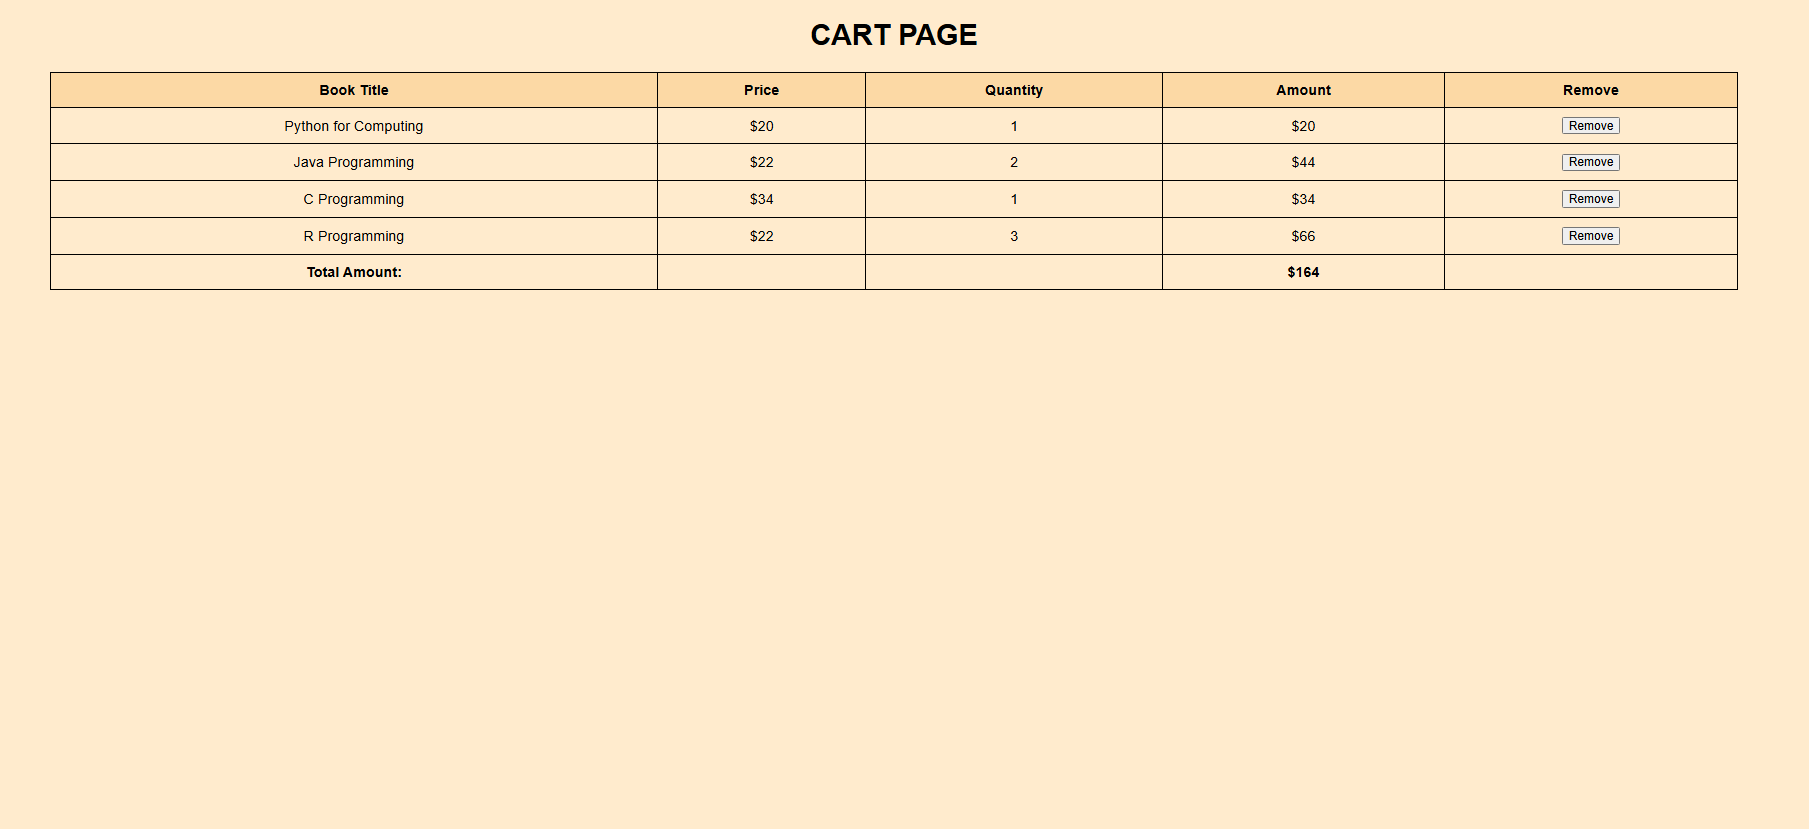 CART PAGE
Book Title Price Quantity Amount Remove
Python for Computing $20 1 $20 Remove
Java Programming $22 2 $44 Remove
C Programming $34 1 $34 Remove
R Programming $22 3 $66 Remove
Total Amount: $164